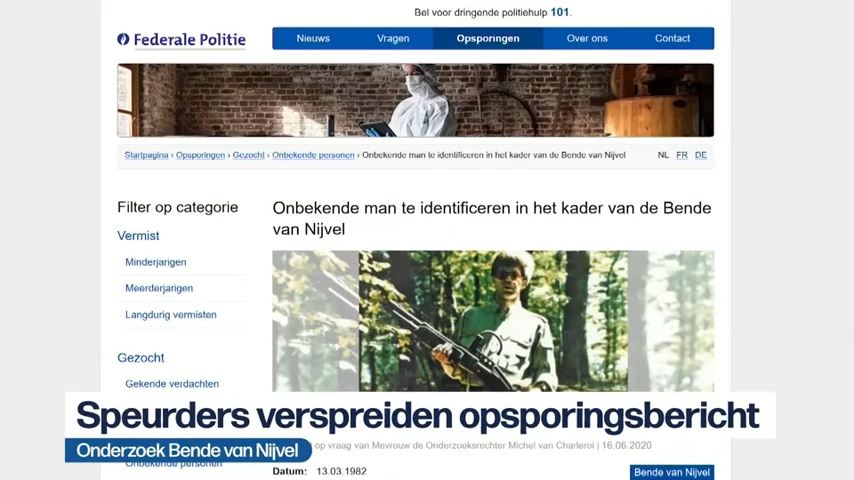 Bel voor dringende politiehulp 101.
Federale Politie
Nieuws Vragen Opsporingen Over ons Contact
Startpagina › Opsporingen › Gezocht › Onbekende personen › Onbekende man te identificeren in het kader van de Bende van Nijvel NL FR DE
Filter op categorie
Vermist
Minderjarigen
Meerderjarigen
Langdurig vermisten
Gezocht
Gekende verdachten
Onbekende man te identificeren in het kader van de Bende
van Nijvel
Speurders verspreiden opsporingsbericht
Onderzoek Bende van Nijvel
op vraag van Mevrouw de Onderzoeksrechter Michel van Charleroi | 16.06.2020
Onbekende personen
Datum: 13.03.1982
Bende van Nijvel